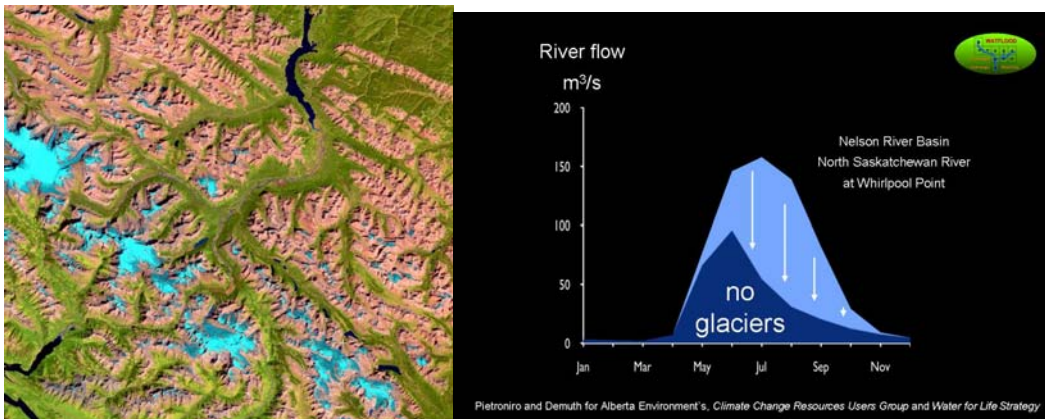 River flow
m³/s
WATFLOOD
200
150
100
50
0
Nelson River Basin
North Saskatchewan River
at Whirlpool Point
no
glaciers
Jan
Mar
May
Jul
Sep
Nov
Pietroniro and Demuth for Alberta Environment's, Climate Change Resources Users Group and Water for Life Strategy